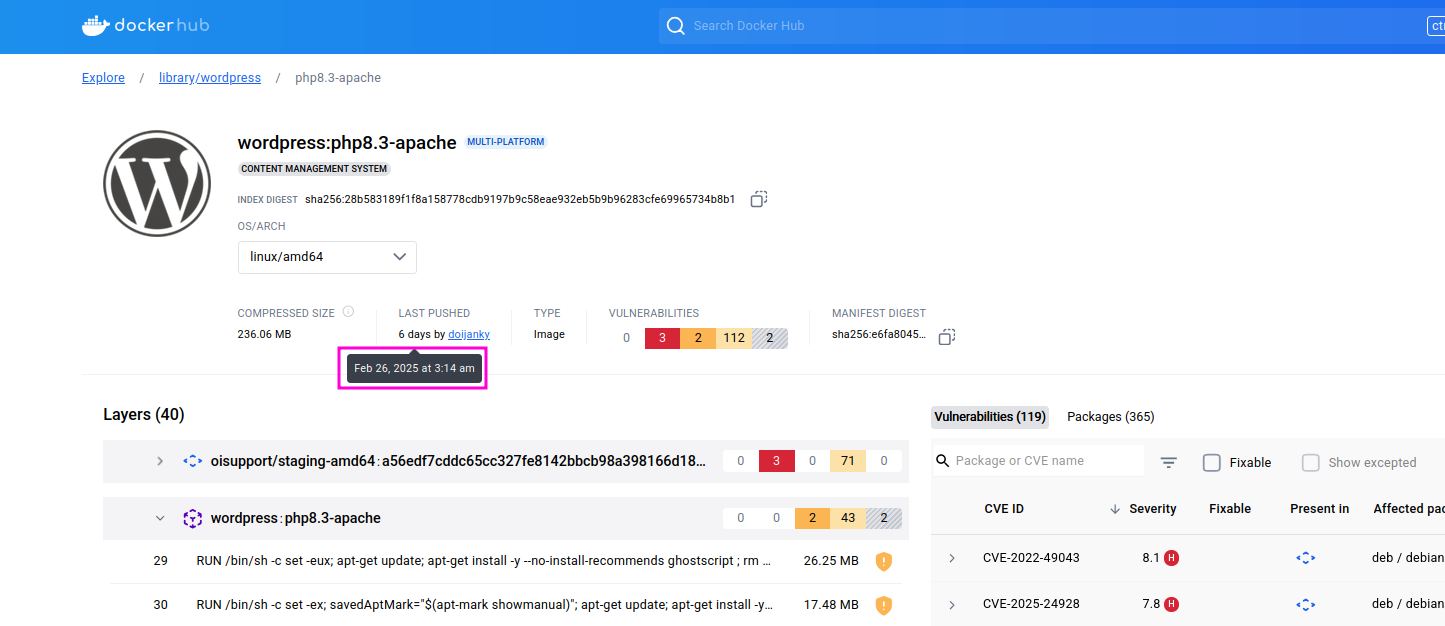 dockerhub
Search Docker Hub
Explore / library/wordpress / php8.3-apache
wordpress:php8.3-apache MULTI-PLATFORM
CONTENT MANAGEMENT SYSTEM
INDEX DIGEST sha256:28b583189f1f8a158778cdb9197b9c58eae932eb5b9b96283cfe69965734b8b1
OS/ARCH
linux/amd64
COMPRESSED SIZE LAST PUSHED TYPE VULNERABILITIES MANIFEST DIGEST
236.06 MB 6 days by doijanky Image 0 3 2 112 2 sha256:e6fa8045...
Feb 26, 2025 at 3:14 am
Layers (40)
oisupport/staging-amd64:a56edf7cddc65cc327fe8142bbcb98a398166d18... 0 3 0 71 0
wordpress:php8.3-apache 0 0 2 43 2
29 RUN /bin/sh -c set -eux; apt-get update; apt-get install -y --no-install-recommends ghostscript ; rm ... 26.25 MB
30 RUN /bin/sh -c set -ex; savedAptMark="$(apt-mark showmanual)"; apt-get update; apt-get install -y... 17.48 MB
Vulnerabilities (119) Packages (365)
Package or CVE name Fixable Show excepted
CVE ID Severity Fixable Present in Affected
CVE-2022-49043 8.1 H deb / debian
CVE-2025-24928 7.8 H deb / debian